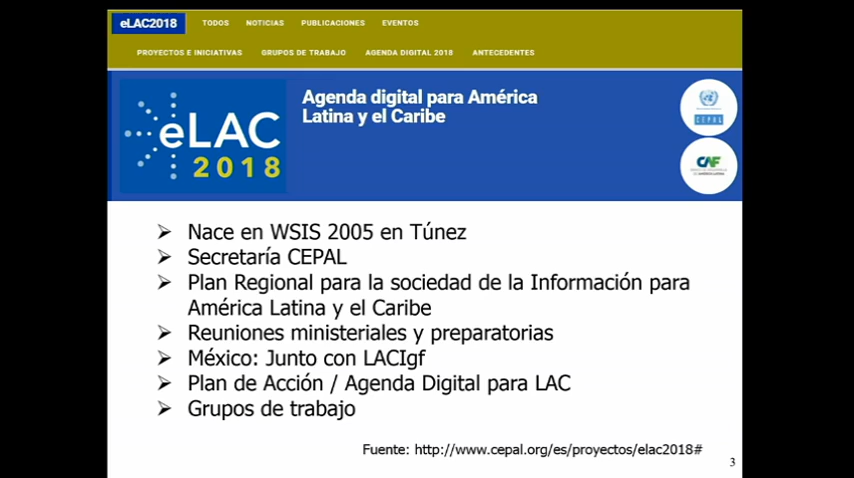 eLAC2018 TODOS NOTICIAS PUBLICACIONES EVENTOS
PROYECTOS E INICIATIVAS GRUPOS DE TRABAJO AGENDA DIGITAL 2018 ANTECEDENTES
eLAC
2018
Agenda digital para América
Latina y el Caribe
CEPAL
CAF
Nace en WSIS 2005 en Túnez
Secretaría CEPAL
Plan Regional para la sociedad de la Información para
América Latina y el Caribe
Reuniones ministeriales y preparatorias
México: Junto con LACIgf
Plan de Acción / Agenda Digital para LAC
Grupos de trabajo
Fuente: http://www.cepal.org/es/proyectos/elac2018#
3